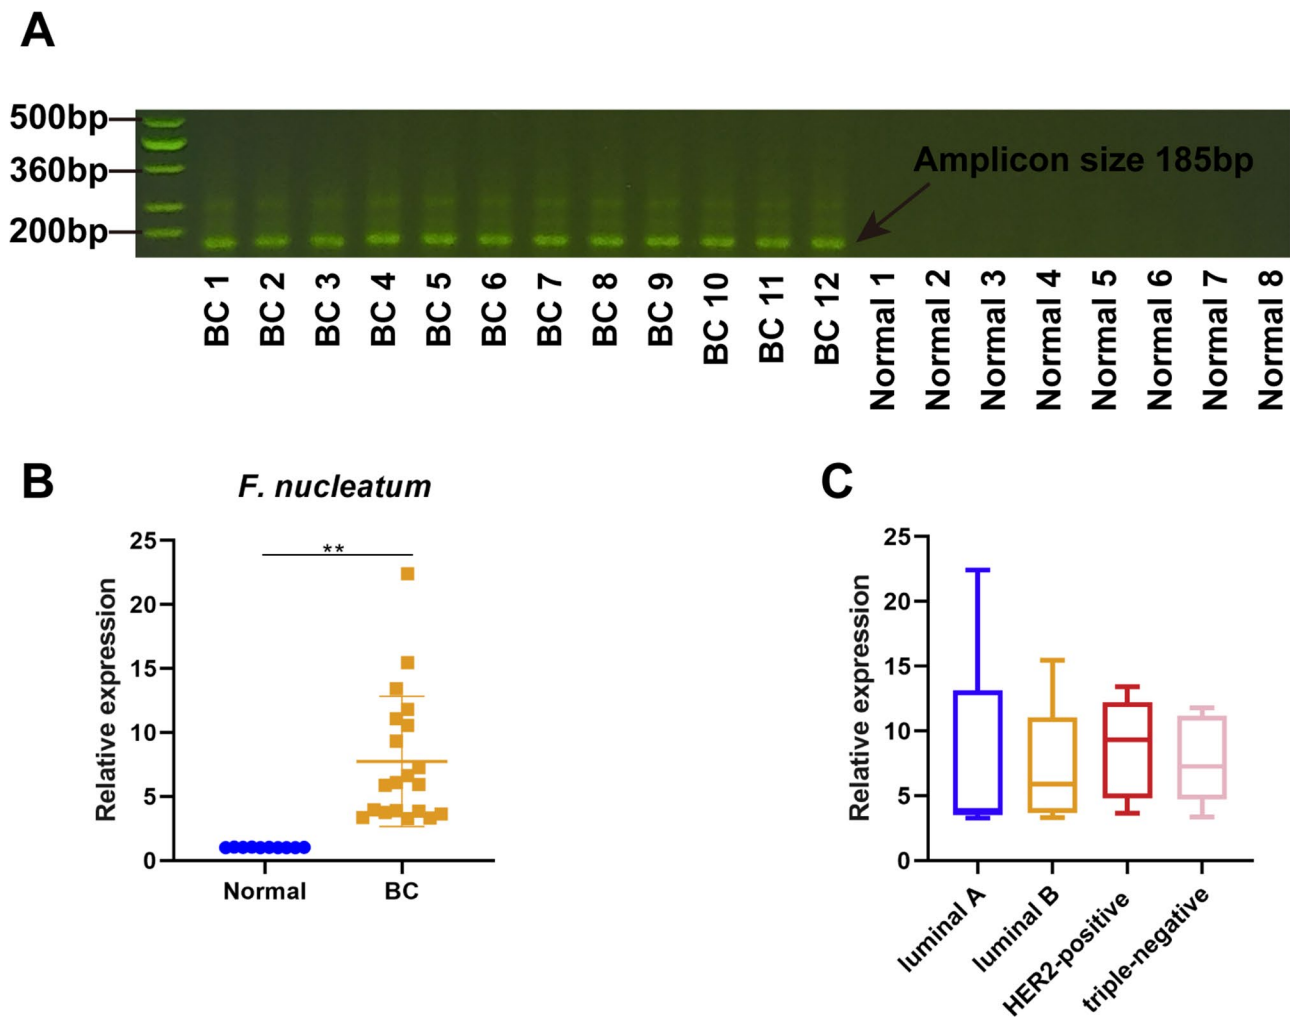 A
500bp
360bp
200bp
Amplicon size 185bp
BC 1
BC 2
BC 3
BC 4
BC 5
BC 6
BC 7
BC 8
BC 9
BC 10
BC 11
BC 12
Normal 1
Normal 2
Normal 3
Normal 4
Normal 5
Normal 6
Normal 7
Normal 8
B
F. nucleatum
Relative expression
25
20
15
10
5
0
**
Normal
BC
C
Relative expression
25
20
15
10
5
0
luminal A
luminal B
HER2-positive
triple-negative